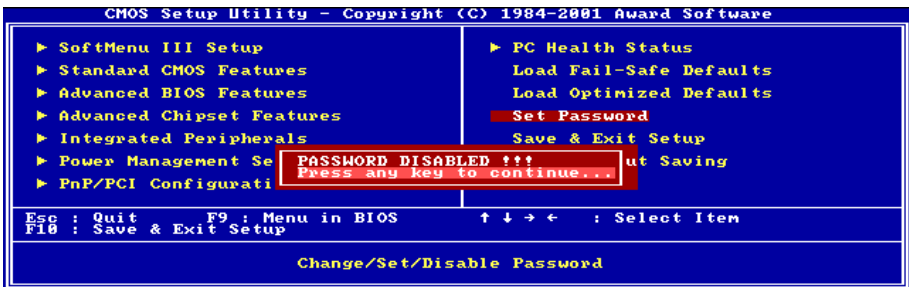 CMOS Setup Utility - Copyright (C) 1984-2001 Award Software
► SoftMenu III Setup
► Standard CMOS Features
► Advanced BIOS Features
► Advanced Chipset Features
► Integrated Peripherals
► Power Management Se
► PnP/PCI Configurati
► PC Health Status
Load Fail-Safe Defaults
Load Optimized Defaults
Set Password
Save & Exit Setup
ut Saving
PASSWORD DISABLED !!!
Press any key to continue...
Esc : Quit F9 : Menu in BIOS ↑ ↓ → ← : Select Item
F10 : Save & Exit Setup
Change/Set/Disable Password